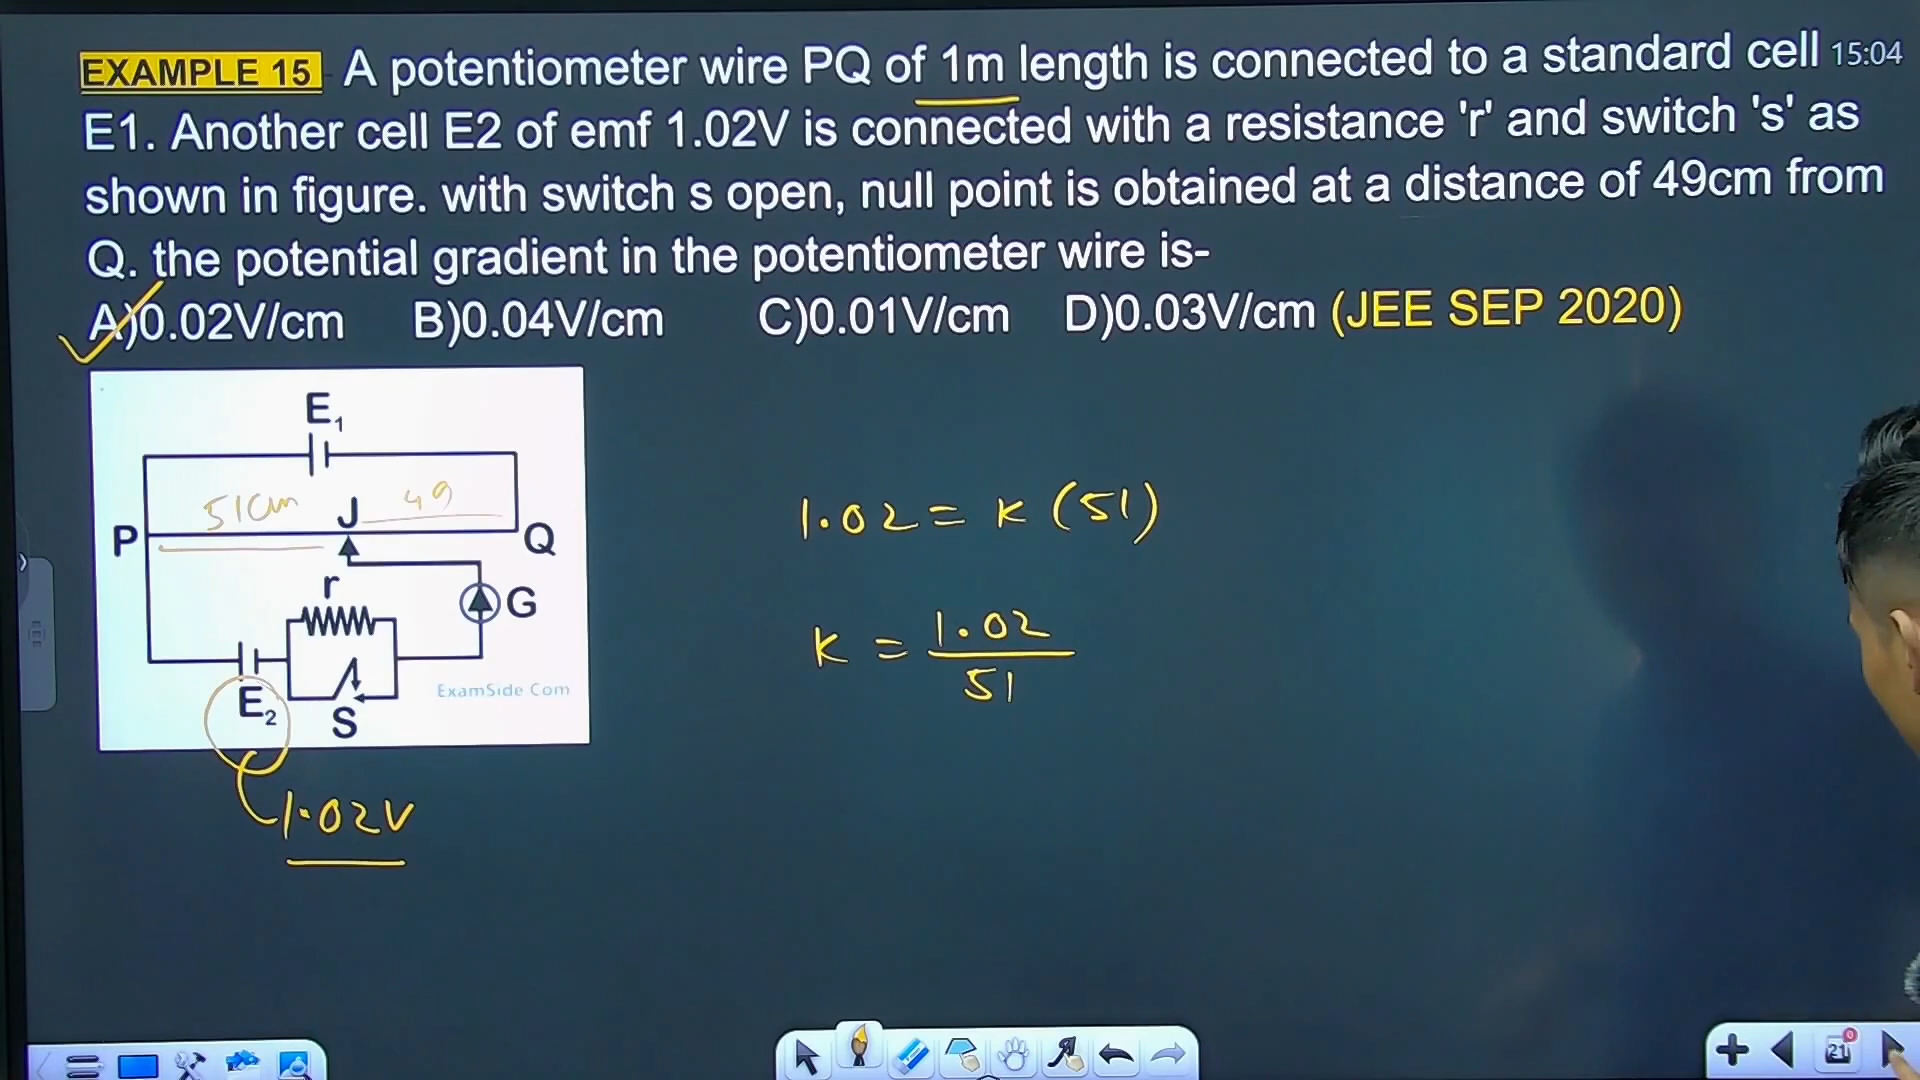 EXAMPLE 15 A potentiometer wire PQ of 1m length is connected to a standard cell 15:04
E1. Another cell E2 of emf 1.02V is connected with a resistance 'r' and switch 's' as
shown in figure. with switch s open, null point is obtained at a distance of 49cm from
Q. the potential gradient in the potentiometer wire is-
A)0.02V/cm B)0.04V/cm C)0.01V/cm D)0.03V/cm (JEE SEP 2020)
E1
51cm J 49
P Q
r
G
E2 S
ExamSide Com
1.02V
1.02 = K (51)
K = 1.02
51
21
0